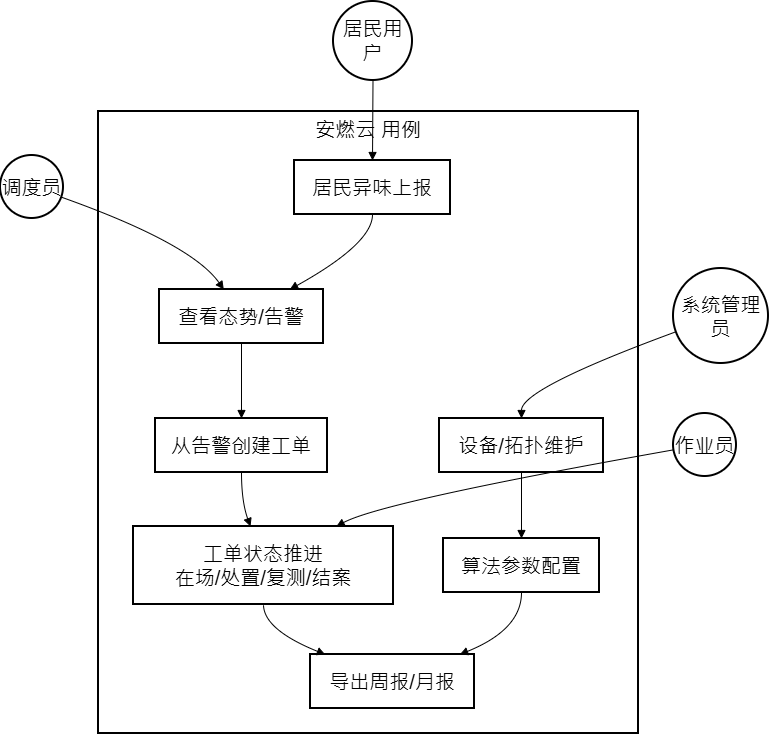 居民用
户
安燃云 用例
调度员
居民异味上报
系统管理
员
查看态势/告警
从告警创建工单
设备/拓扑维护
作业员
工单状态推进
在场/处置/复测/结案
算法参数配置
导出周报/月报